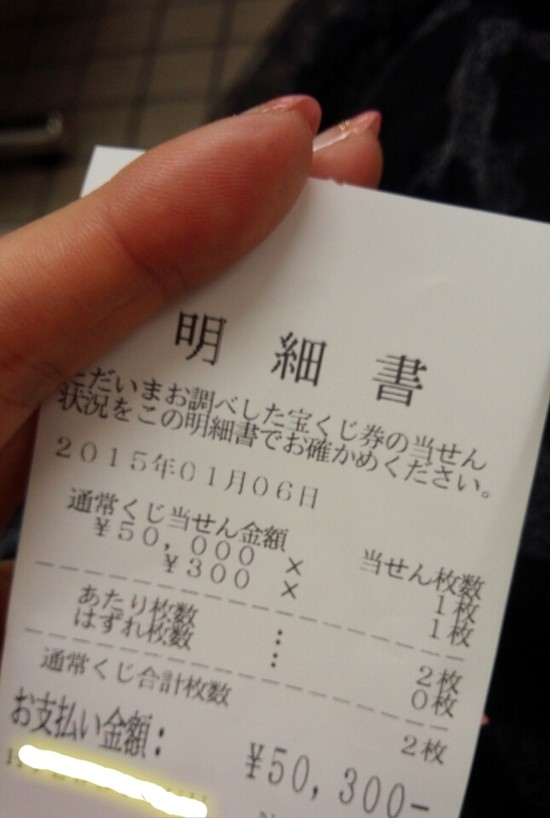 明細書
ただいまお調べした宝くじ券の当せん
状況をこの明細書でお確かめください。
2015年01月06日
通常くじ当せん金額 当せん枚数
¥50,000 × 1枚
¥300 × 1枚
あたり枚数 : 2枚
はずれ枚数 : 0枚
通常くじ合計枚数 2枚
お支払い金額: ¥50,300-